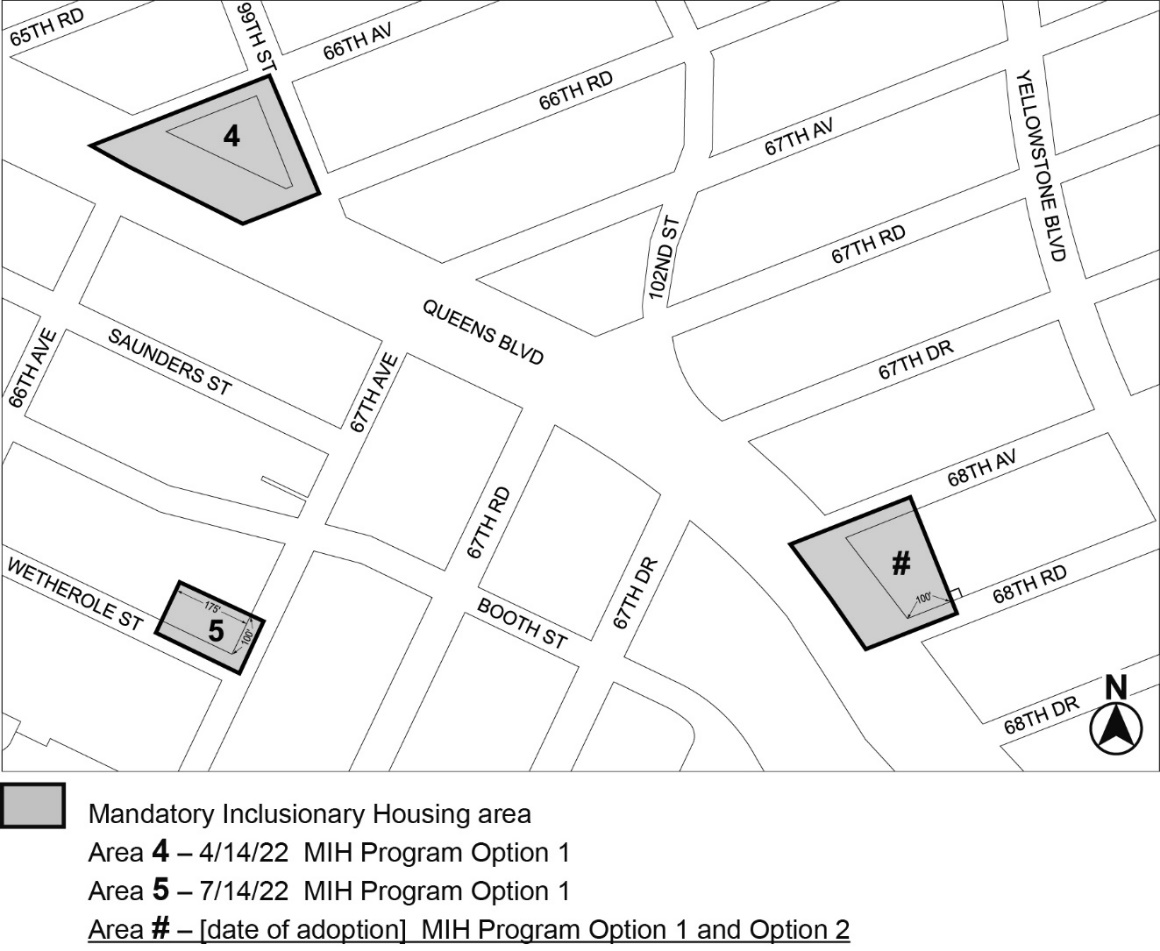 65TH RD
99TH ST
66TH AV
66TH RD
4
67TH AV
YELLOWSTONE BLVD
67TH RD
102ND ST
QUEENS BLVD
SAUNDERS ST
66TH AVE
67TH AVE
67TH DR
68TH AV
67TH RD
WETHEROLE ST
175'
5
100'
BOOTH ST
67TH DR
#
100'
68TH RD
68TH DR
N
Mandatory Inclusionary Housing area
Area 4 – 4/14/22 MIH Program Option 1
Area 5 – 7/14/22 MIH Program Option 1
Area # – [date of adoption] MIH Program Option 1 and Option 2